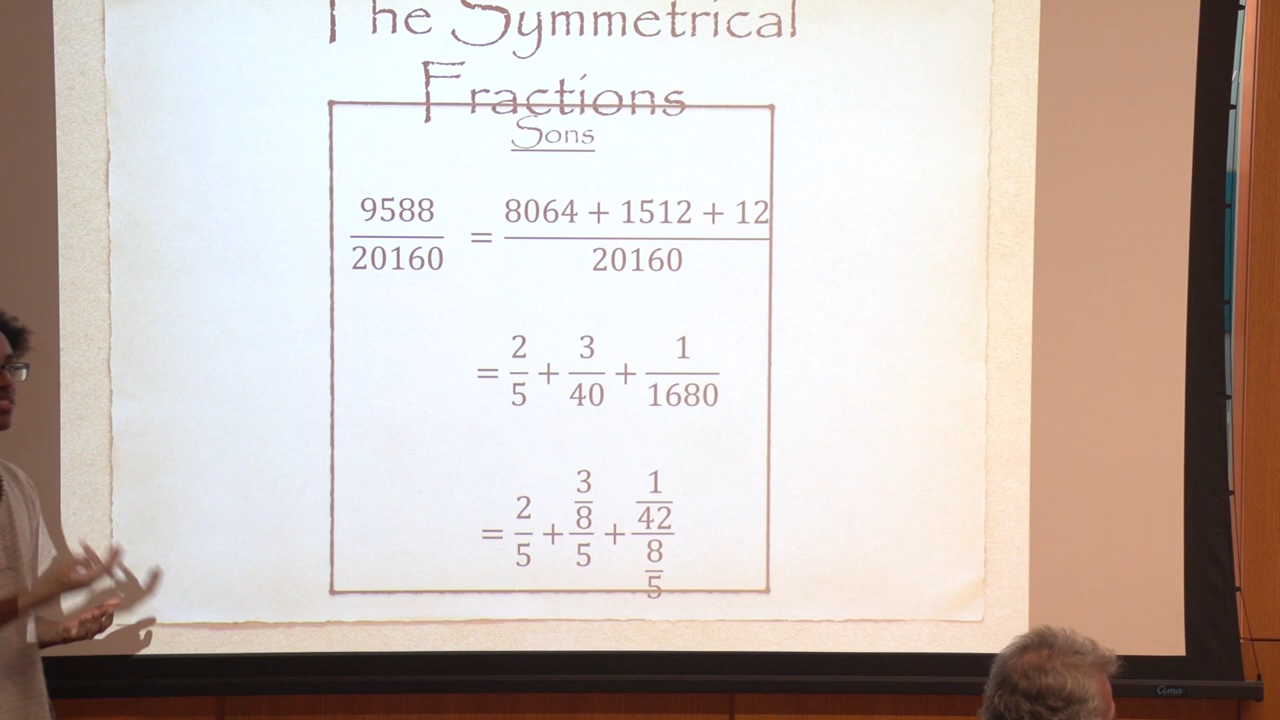 The Symmetrical
Fractions
Sons
9588/20160 = (8064 + 1512 + 12)/20160
= 2/5 + 3/40 + 1/1680
= 2/5 + (3/8)/5 + (1/42)/(8/5)
Cima